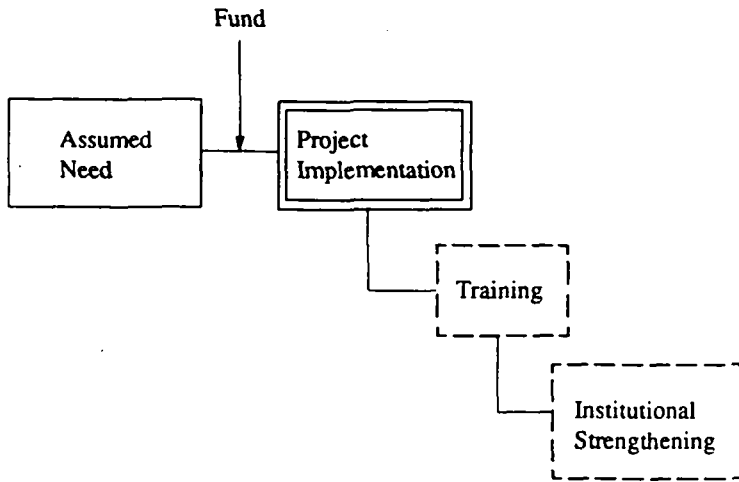 Fund
Assumed
Need
Project
Implementation
Training
Institutional
Strengthening